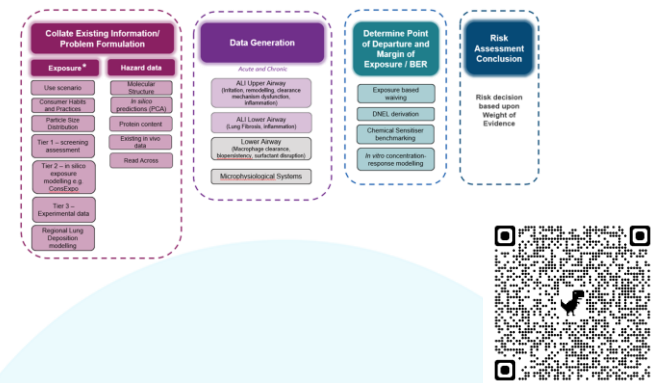 Collate Existing Information/
Problem Formulation
Exposure*
Use scenario
Consumer Habits
and Practices
Particle Size
Distribution
Tier 1 – screening
assessment
Tier 2 – in silico
exposure
modelling e.g.
ConsExpo
Tier 3 –
Experimental data
Regional Lung
Deposition
modelling
Hazard data
Molecular
Structure
In silico
predictions (PCA)
Protein content
Existing in vivo
data
Read Across
Data Generation
Acute and Chronic
ALI Upper Airway
(Irritation, remodelling, clearance
mechanism dysfunction,
inflammation)
ALI Lower Airway
(Lung Fibrosis, inflammation)
Lower Airway
(Macrophage clearance,
biopersistency, surfactant disruption)
Microphysiological Systems
Determine Point
of Departure and
Margin of
Exposure / BER
Exposure based
waiving
DNEL derivation
Chemical Sensitiser
benchmarking
In vitro concentration-
response modelling
Risk
Assessment
Conclusion
Risk decision
based upon
Weight of
Evidence